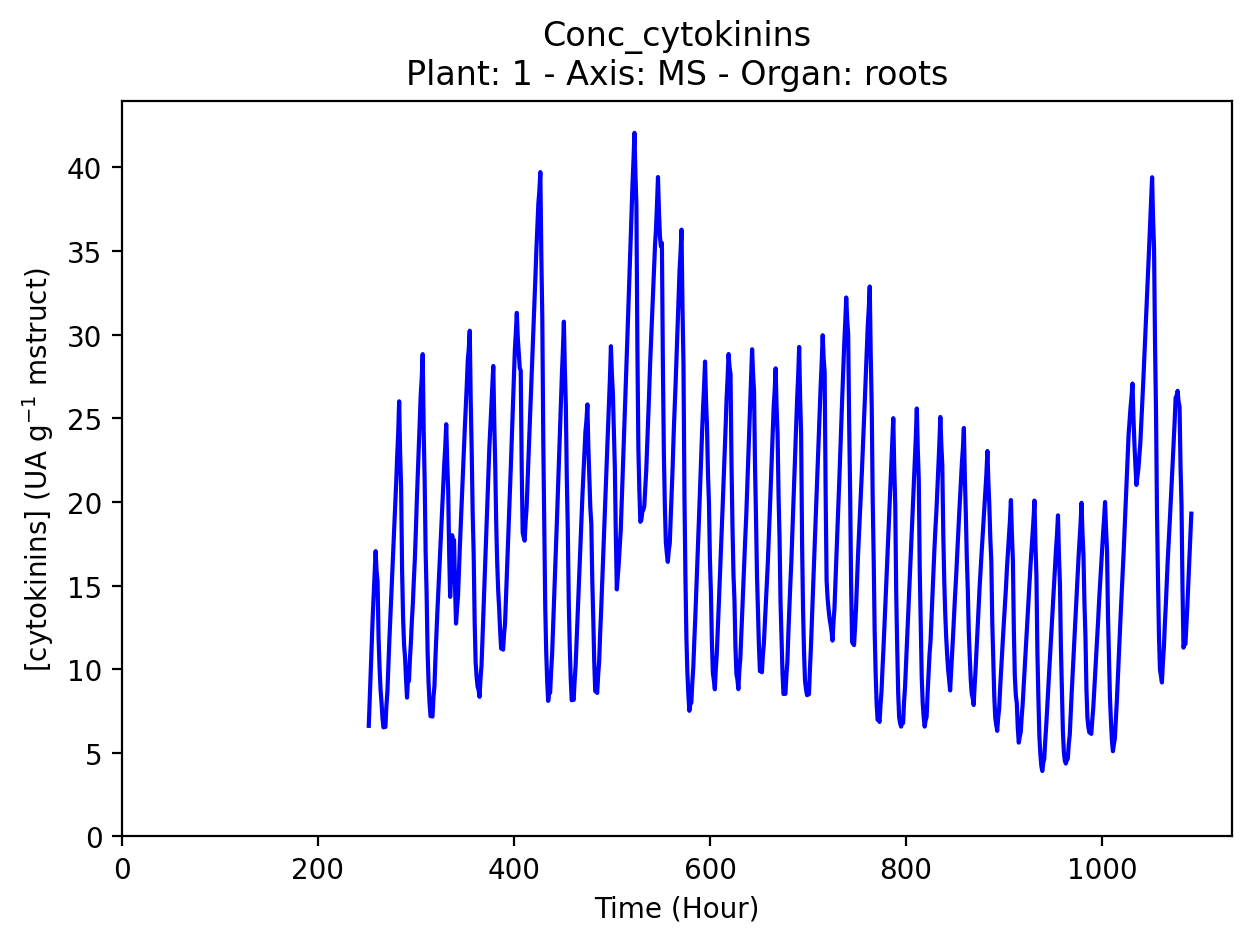 Conc_cytokinins
Plant: 1 - Axis: MS - Organ: roots
[cytokinins] (UA g⁻¹ mstruct)
40
35
30
25
20
15
10
5
0
0 200 400 600 800 1000
Time (Hour)